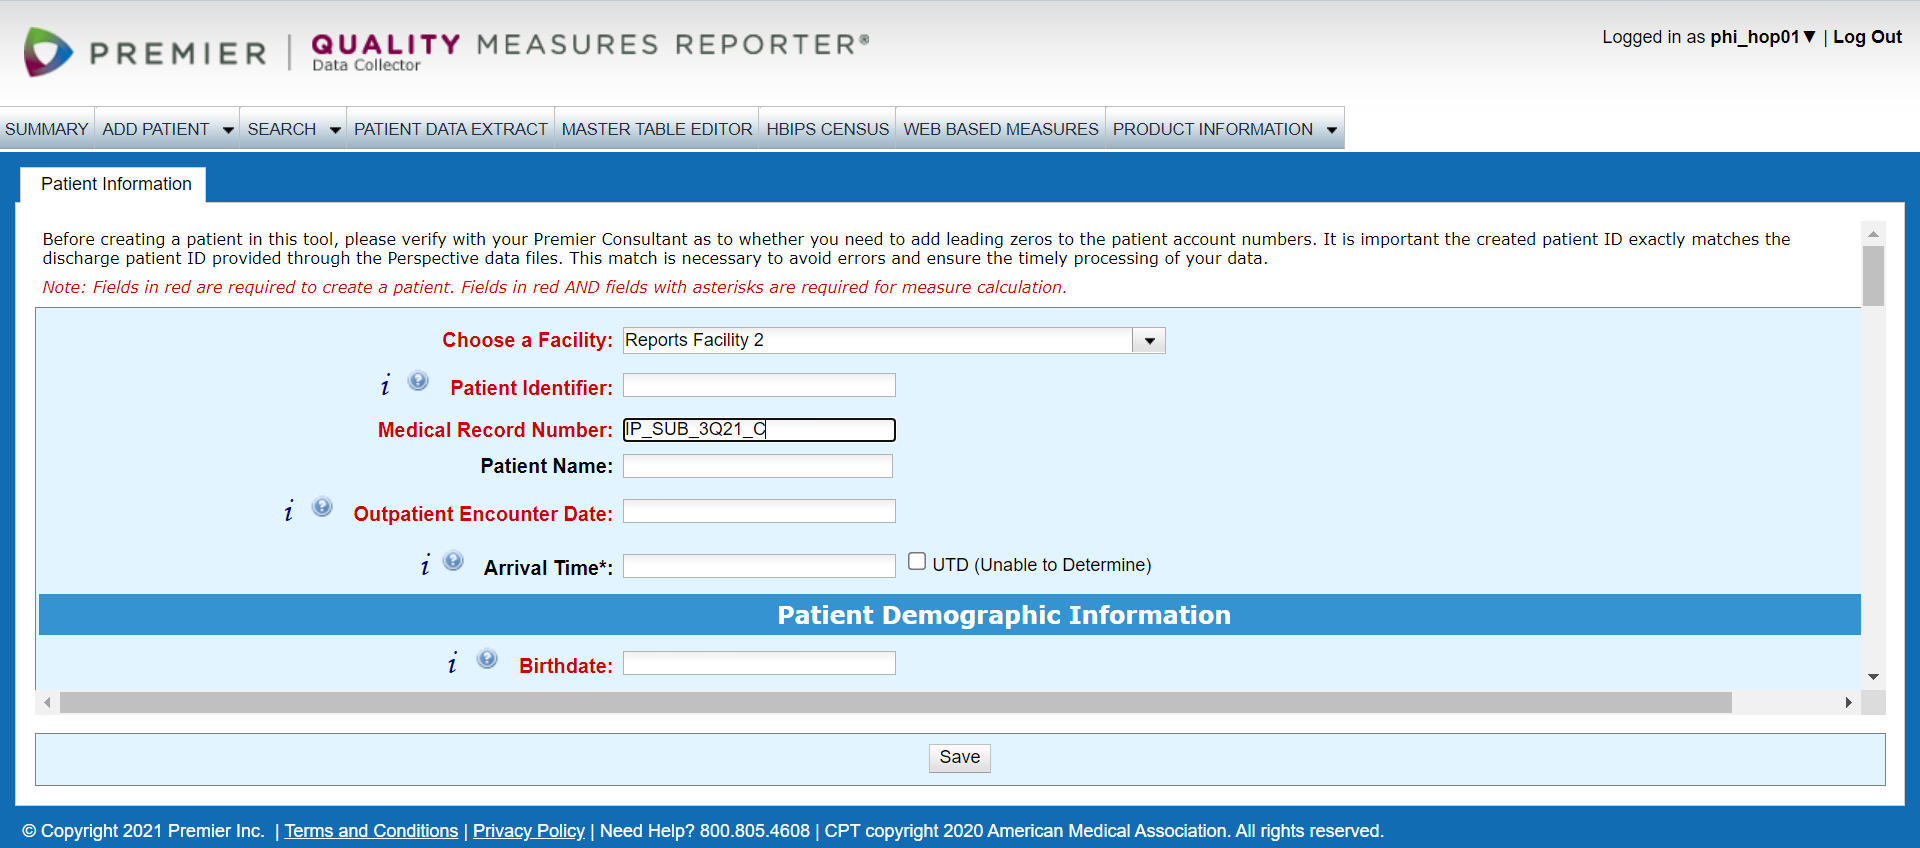 PREMIER | QUALITY MEASURES REPORTER®
Data Collector
Logged in as phi_hop01▼ | Log Out
SUMMARY ADD PATIENT SEARCH PATIENT DATA EXTRACT MASTER TABLE EDITOR HBIPS CENSUS WEB BASED MEASURES PRODUCT INFORMATION
Patient Information
Before creating a patient in this tool, please verify with your Premier Consultant as to whether you need to add leading zeros to the patient account numbers. It is important the created patient ID exactly matches the
discharge patient ID provided through the Perspective data files. This match is necessary to avoid errors and ensure the timely processing of your data.
Note: Fields in red are required to create a patient. Fields in red AND fields with asterisks are required for measure calculation.
Choose a Facility: Reports Facility 2
i ? Patient Identifier:
Medical Record Number: IP_SUB_3Q21_C
Patient Name:
i ? Outpatient Encounter Date:
i ? Arrival Time*: UTD (Unable to Determine)
Patient Demographic Information
i ? Birthdate:
Save
© Copyright 2021 Premier Inc. | Terms and Conditions | Privacy Policy | Need Help? 800.805.4608 | CPT copyright 2020 American Medical Association. All rights reserved.